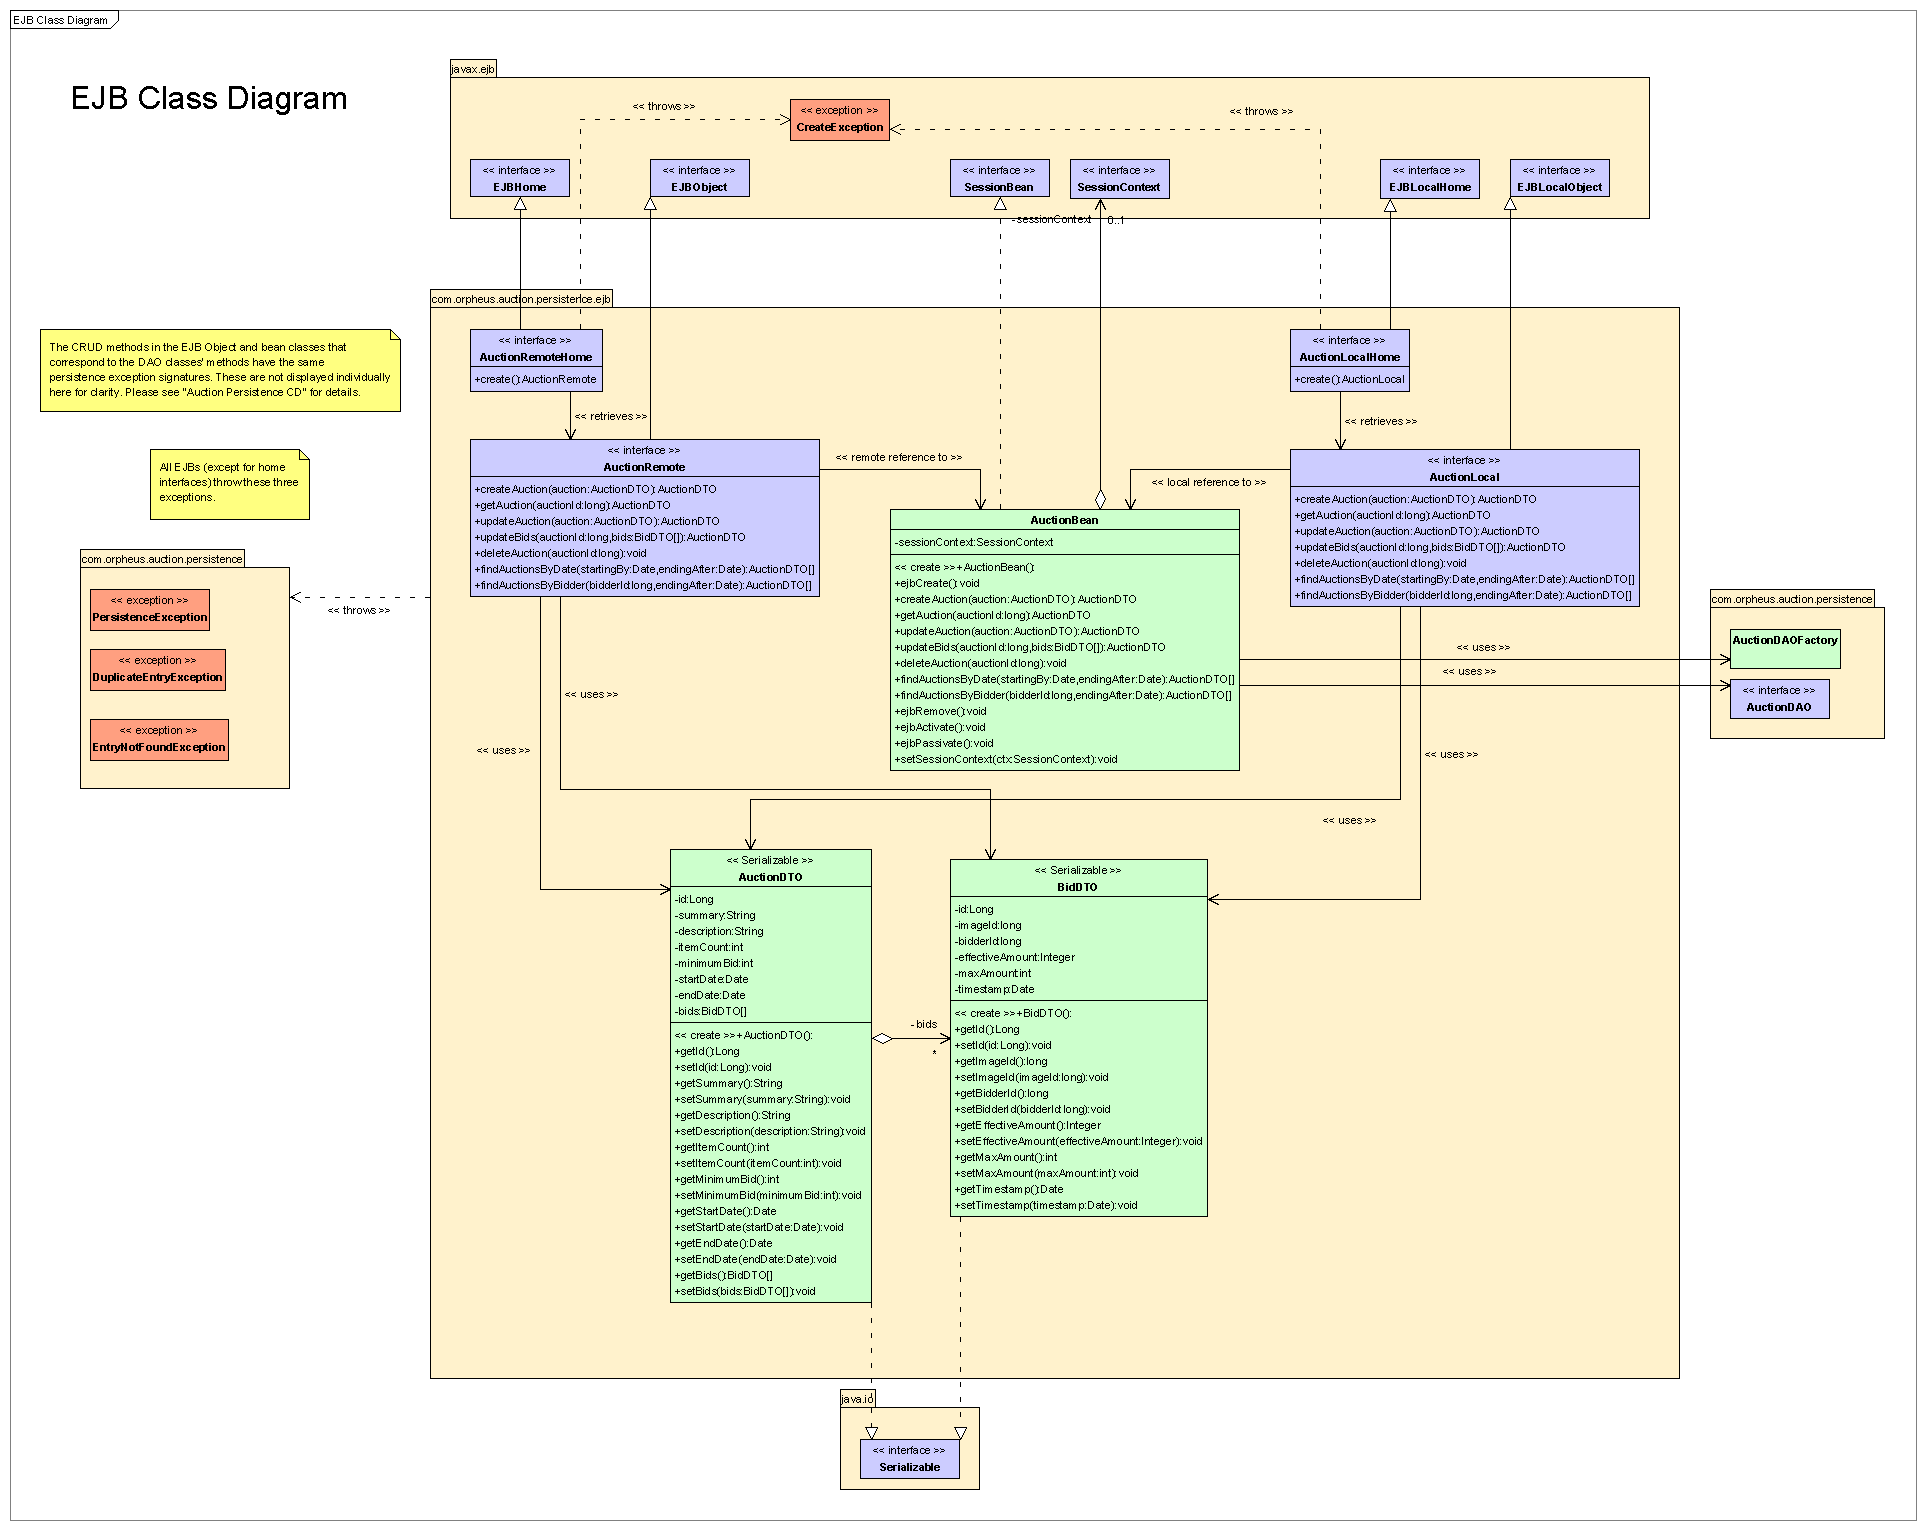 EJB Class Diagram
EJB Class Diagram
javax.ejb
<< throws >>
<< exception >>
CreateException
<< throws >>
<< interface >>
EJBHome
<< interface >>
EJBObject
<< interface >>
SessionBean
<< interface >>
SessionContext
<< interface >>
EJBLocalHome
<< interface >>
EJBLocalObject
-sessionContext
0..1
com.orpheus.auction.persistence.ejb
The CRUD methods in the EJB Object and bean classes that
correspond to the DAO classes' methods have the same
persistence exception signatures. These are not displayed individually
here for clarity. Please see "Auction Persistence CD" for details.
<< interface >>
AuctionRemoteHome
+create():AuctionRemote
<< interface >>
AuctionLocalHome
+create():AuctionLocal
<< retrieves >>
<< retrieves >>
All EJBs (except for home
interfaces) throw these three
exceptions.
<< interface >>
AuctionRemote
+createAuction(auction:AuctionDTO):AuctionDTO
+getAuction(auctionId:long):AuctionDTO
+updateAuction(auction:AuctionDTO):AuctionDTO
+updateBids(auctionId:long,bids:BidDTO[]):AuctionDTO
+deleteAuction(auctionId:long):void
+findAuctionsByDate(startingBy:Date,endingAfter:Date):AuctionDTO[]
+findAuctionsByBidder(bidderId:long,endingAfter:Date):AuctionDTO[]
<< remote reference to >>
<< local reference to >>
<< interface >>
AuctionLocal
+createAuction(auction:AuctionDTO):AuctionDTO
+getAuction(auctionId:long):AuctionDTO
+updateAuction(auction:AuctionDTO):AuctionDTO
+updateBids(auctionId:long,bids:BidDTO[]):AuctionDTO
+deleteAuction(auctionId:long):void
+findAuctionsByDate(startingBy:Date,endingAfter:Date):AuctionDTO[]
+findAuctionsByBidder(bidderId:long,endingAfter:Date):AuctionDTO[]
AuctionBean
-sessionContext:SessionContext
<< create >>+AuctionBean():
+ejbCreate():void
+createAuction(auction:AuctionDTO):AuctionDTO
+getAuction(auctionId:long):AuctionDTO
+updateAuction(auction:AuctionDTO):AuctionDTO
+updateBids(auctionId:long,bids:BidDTO[]):AuctionDTO
+deleteAuction(auctionId:long):void
+findAuctionsByDate(startingBy:Date,endingAfter:Date):AuctionDTO[]
+findAuctionsByBidder(bidderId:long,endingAfter:Date):AuctionDTO[]
+ejbRemove():void
+ejbActivate():void
+ejbPassivate():void
+setSessionContext(ctx:SessionContext):void
com.orpheus.auction.persistence
<< exception >>
PersistenceException
<< exception >>
DuplicateEntryException
<< exception >>
EntryNotFoundException
<< throws >>
com.orpheus.auction.persistence
AuctionDAOFactory
<< interface >>
AuctionDAO
<< uses >>
<< uses >>
<< uses >>
<< uses >>
<< uses >>
<< uses >>
<< Serializable >>
AuctionDTO
-id:Long
-summary:String
-description:String
-itemCount:int
-minimumBid:int
-startDate:Date
-endDate:Date
-bids:BidDTO[]
<< create >>+AuctionDTO():
+getId():Long
+setId(id:Long):void
+getSummary():String
+setSummary(summary:String):void
+getDescription():String
+setDescription(description:String):void
+getItemCount():int
+setItemCount(itemCount:int):void
+getMinimumBid():int
+setMinimumBid(minimumBid:int):void
+getStartDate():Date
+setStartDate(startDate:Date):void
+getEndDate():Date
+setEndDate(endDate:Date):void
+getBids():BidDTO[]
+setBids(bids:BidDTO[]):void
-bids
*
<< Serializable >>
BidDTO
-id:Long
-imageId:long
-bidderId:long
-effectiveAmount:Integer
-maxAmount:int
-timestamp:Date
<< create >>+BidDTO():
+getId():Long
+setId(id:Long):void
+getImageId():long
+setImageId(imageId:long):void
+getBidderId():long
+setBidderId(bidderId:long):void
+getEffectiveAmount():Integer
+setEffectiveAmount(effectiveAmount:Integer):void
+getMaxAmount():int
+setMaxAmount(maxAmount:int):void
+getTimestamp():Date
+setTimestamp(timestamp:Date):void
java.io
<< interface >>
Serializable